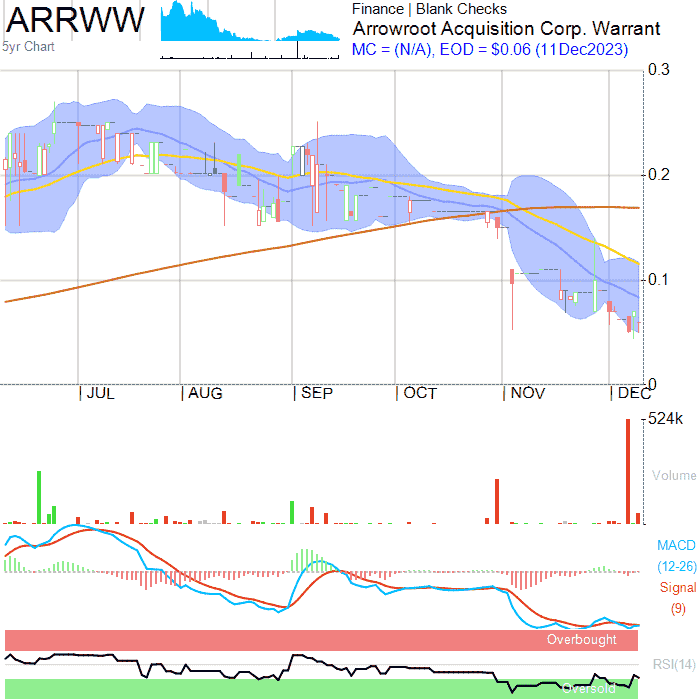 ARRWW
5yr Chart
Finance | Blank Checks
Arrowroot Acquisition Corp. Warrant
MC = (N/A), EOD = $0.06 (11Dec2023)
0.3
0.2
0.1
0
JUL AUG SEP OCT NOV DEC
524k
Volume
MACD
(12-26)
Signal
(9)
Overbought
RSI(14)
Oversold